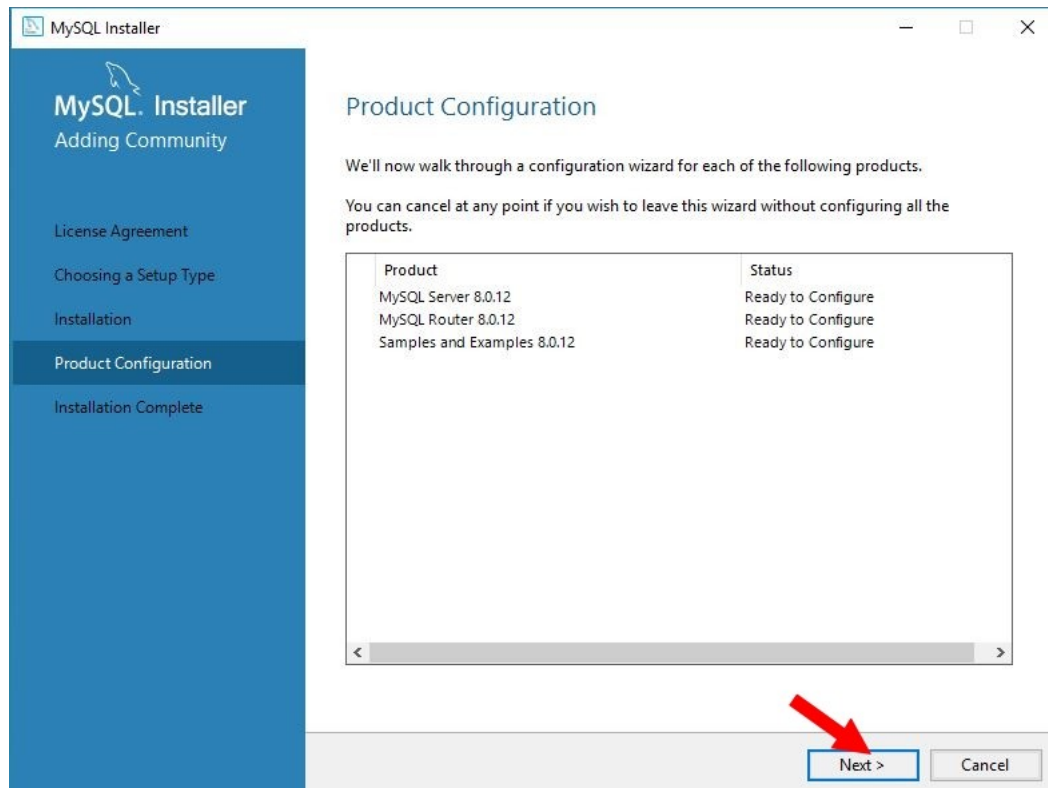 MySQL Installer
MySQL. Installer
Adding Community
License Agreement
Choosing a Setup Type
Installation
Product Configuration
Installation Complete
Product Configuration
We'll now walk through a configuration wizard for each of the following products.
You can cancel at any point if you wish to leave this wizard without configuring all the
products.
Product Status
MySQL Server 8.0.12 Ready to Configure
MySQL Router 8.0.12 Ready to Configure
Samples and Examples 8.0.12 Ready to Configure
Next > Cancel